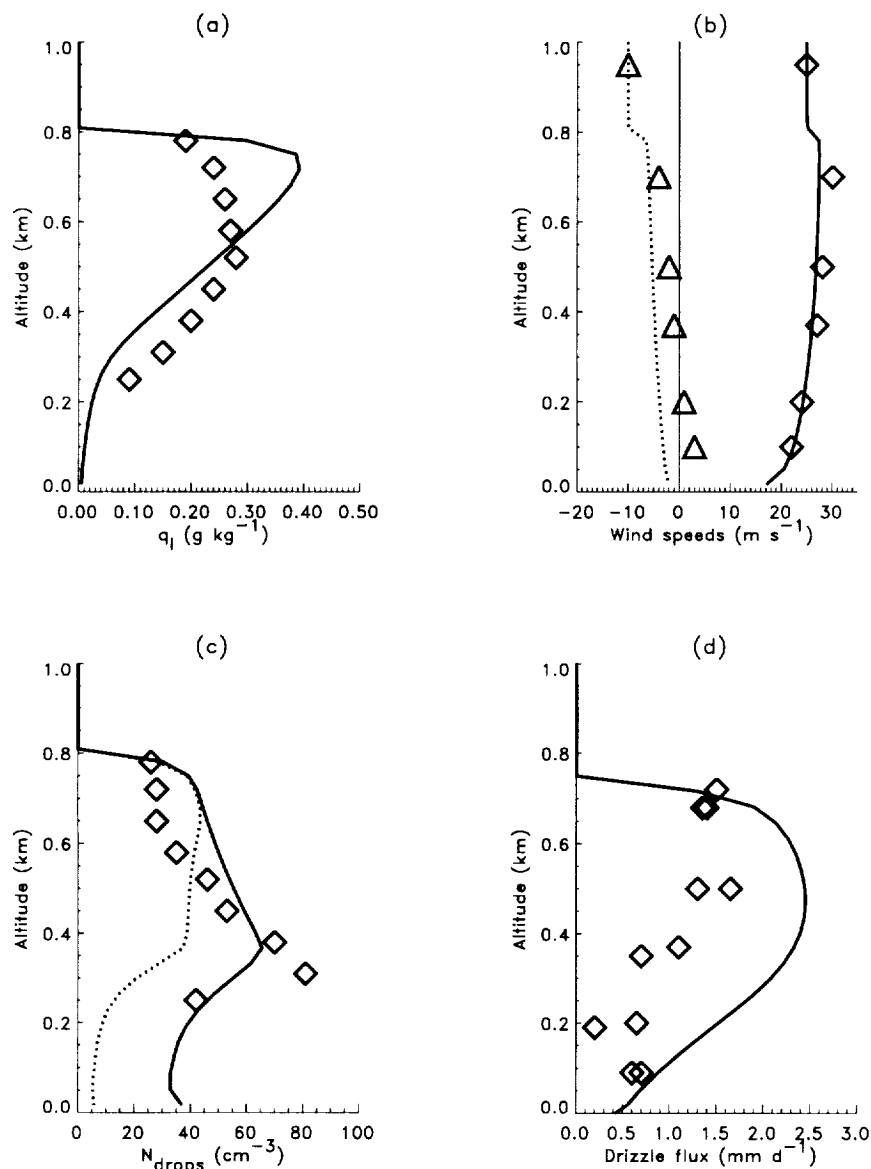 (a)
1.0
0.8
0.6
0.4
0.2
0.0
Altitude (km)
0.00 0.10 0.20 0.30 0.40 0.50
q_l (g kg^-1)
(b)
1.0
0.8
0.6
0.4
0.2
0.0
Altitude (km)
-20 -10 0 10 20 30
Wind speeds (m s^-1)
(c)
1.0
0.8
0.6
0.4
0.2
0.0
Altitude (km)
0 20 40 60 80 100
N_drops (cm^-3)
(d)
1.0
0.8
0.6
0.4
0.2
0.0
Altitude (km)
0.0 0.5 1.0 1.5 2.0 2.5 3.0
Drizzle flux (mm d^-1)